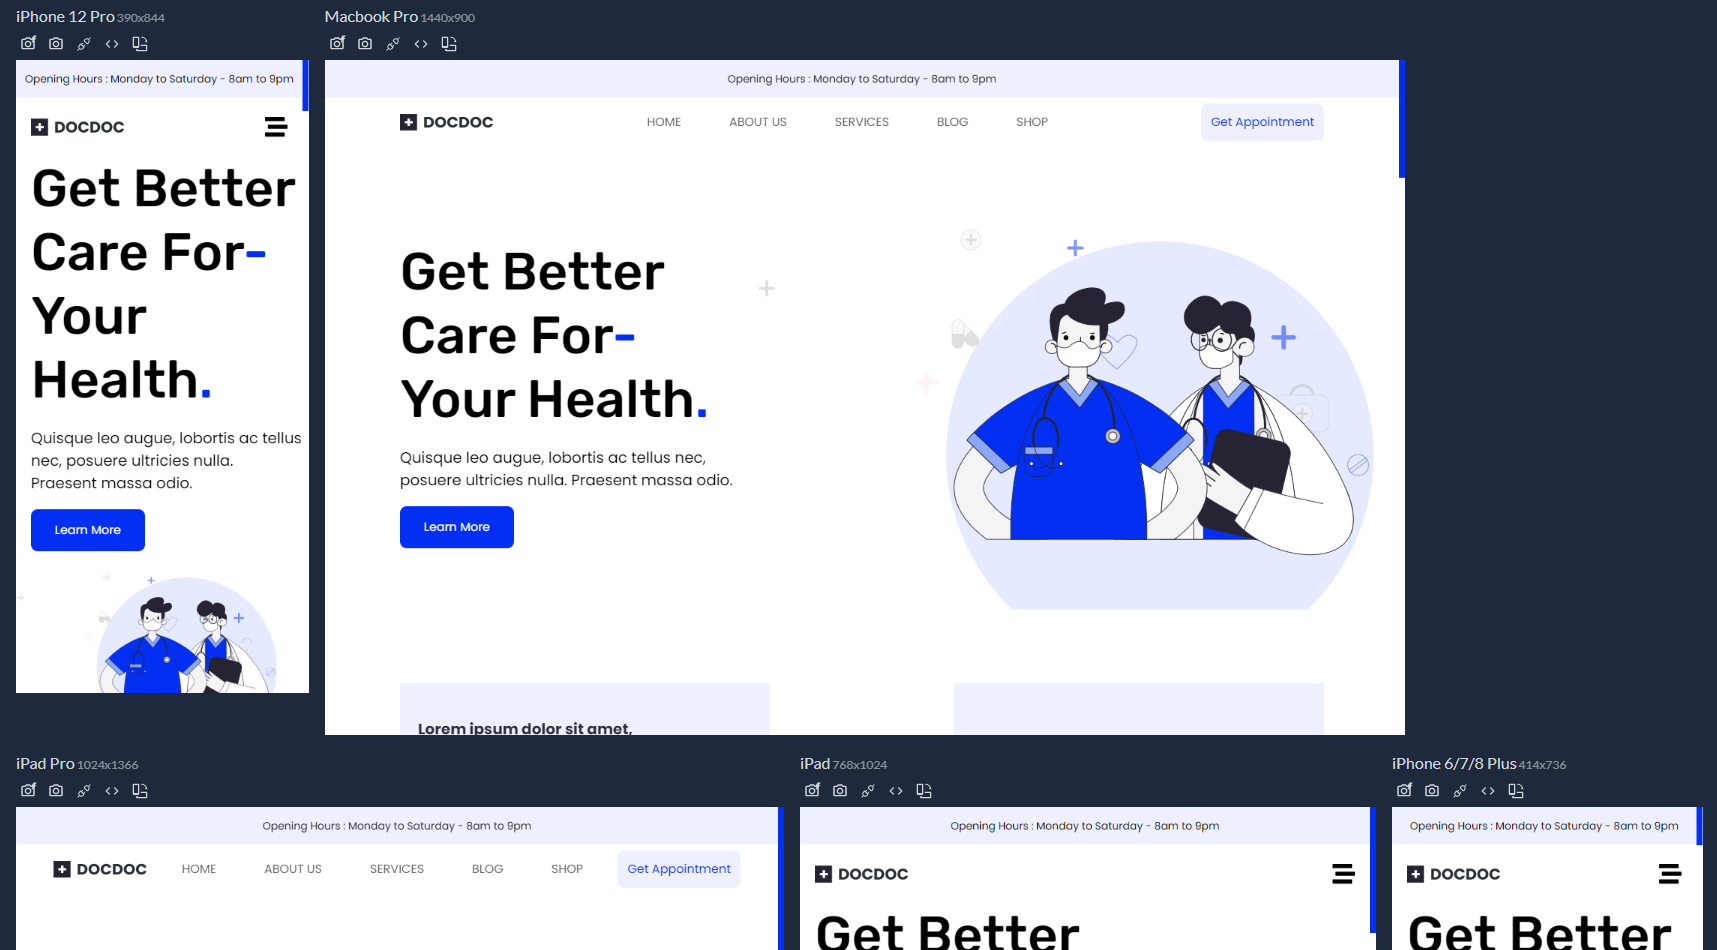 iPhone 12 Pro 390x844
Opening Hours : Monday to Saturday - 8am to 9pm
DOCDOC
Get Better
Care For-
Your
Health.
Quisque leo augue, lobortis ac tellus
nec, posuere ultricies nulla.
Praesent massa odio.
Learn More
Macbook Pro 1440x900
Opening Hours : Monday to Saturday - 8am to 9pm
DOCDOC
HOME
ABOUT US
SERVICES
BLOG
SHOP
Get Appointment
Get Better
Care For-
Your Health.
Quisque leo augue, lobortis ac tellus nec,
posuere ultricies nulla. Praesent massa odio.
Learn More
Lorem ipsum dolor sit amet,
iPad Pro 1024x1366
Opening Hours : Monday to Saturday - 8am to 9pm
DOCDOC
HOME
ABOUT US
SERVICES
BLOG
SHOP
Get Appointment
iPad 768x1024
Opening Hours : Monday to Saturday - 8am to 9pm
DOCDOC
Get Better
iPhone 6/7/8 Plus 414x736
Opening Hours : Monday to Saturday - 8am to 9pm
DOCDOC
Get Better